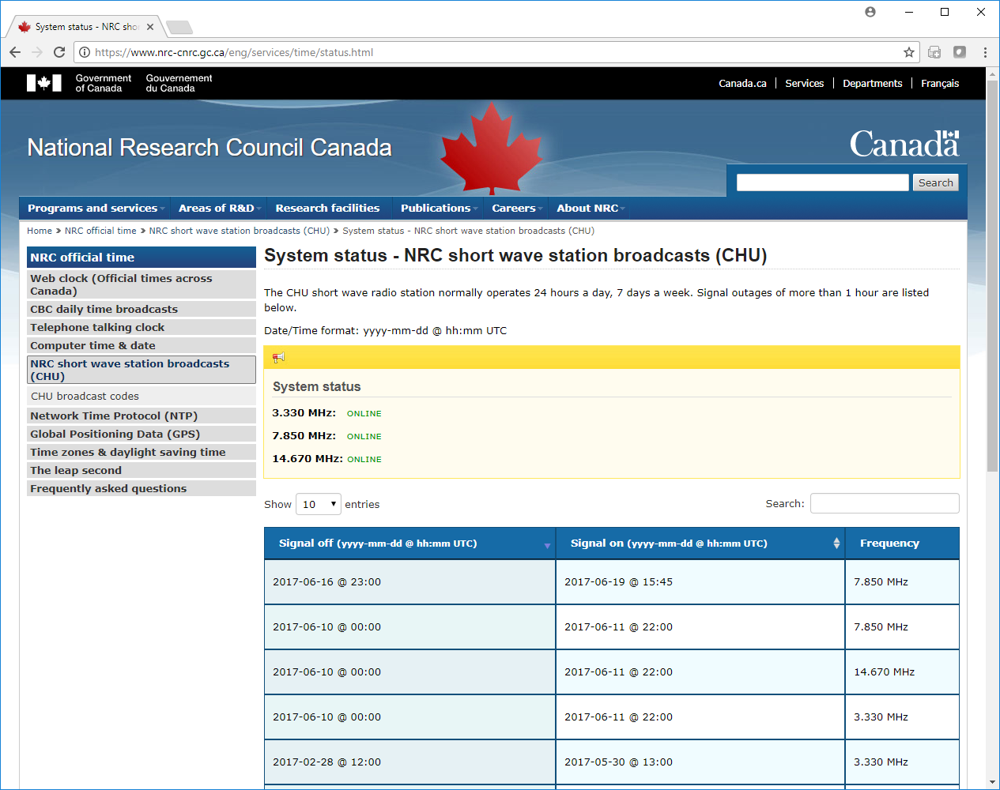 System status - NRC sho
https://www.nrc-cnrc.gc.ca/eng/services/time/status.html
Government of Canada
Gouvernement du Canada
Canada.ca
Services
Departments
Français
National Research Council Canada
Canada
Search
Programs and services
Areas of R&D
Research facilities
Publications
Careers
About NRC
Home > NRC official time > NRC short wave station broadcasts (CHU) > System status - NRC short wave station broadcasts (CHU)
NRC official time
Web clock (Official times across
Canada)
CBC daily time broadcasts
Telephone talking clock
Computer time & date
NRC short wave station broadcasts
(CHU)
CHU broadcast codes
Network Time Protocol (NTP)
Global Positioning Data (GPS)
Time zones & daylight saving time
The leap second
Frequently asked questions
System status - NRC short wave station broadcasts (CHU)
The CHU short wave radio station normally operates 24 hours a day, 7 days a week. Signal outages of more than 1 hour are listed
below.
Date/Time format: yyyy-mm-dd @ hh:mm UTC
System status
3.330 MHz: ONLINE
7.850 MHz: ONLINE
14.670 MHz: ONLINE
Show 10 entries
Search:
Signal off (yyyy-mm-dd @ hh:mm UTC) Signal on (yyyy-mm-dd @ hh:mm UTC) Frequency
2017-06-16 @ 23:00 2017-06-19 @ 15:45 7.850 MHz
2017-06-10 @ 00:00 2017-06-11 @ 22:00 7.850 MHz
2017-06-10 @ 00:00 2017-06-11 @ 22:00 14.670 MHz
2017-06-10 @ 00:00 2017-06-11 @ 22:00 3.330 MHz
2017-02-28 @ 12:00 2017-05-30 @ 13:00 3.330 MHz